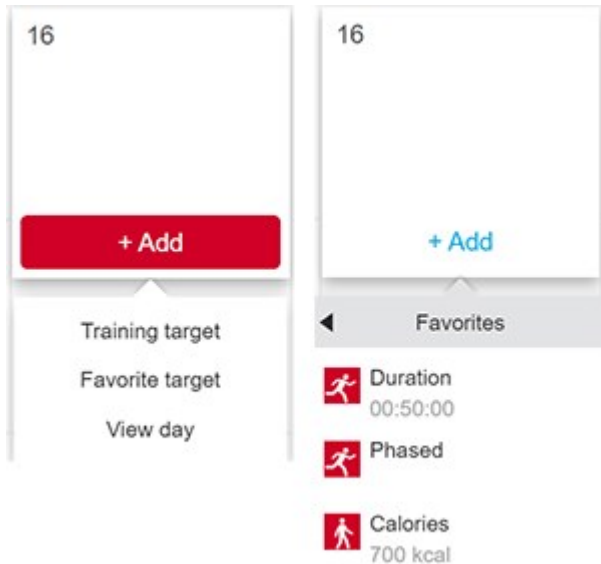 16
+ Add
Training target
Favorite target
View day
16
+ Add
Favorites
Duration
00:50:00
Phased
Calories
700 kcal